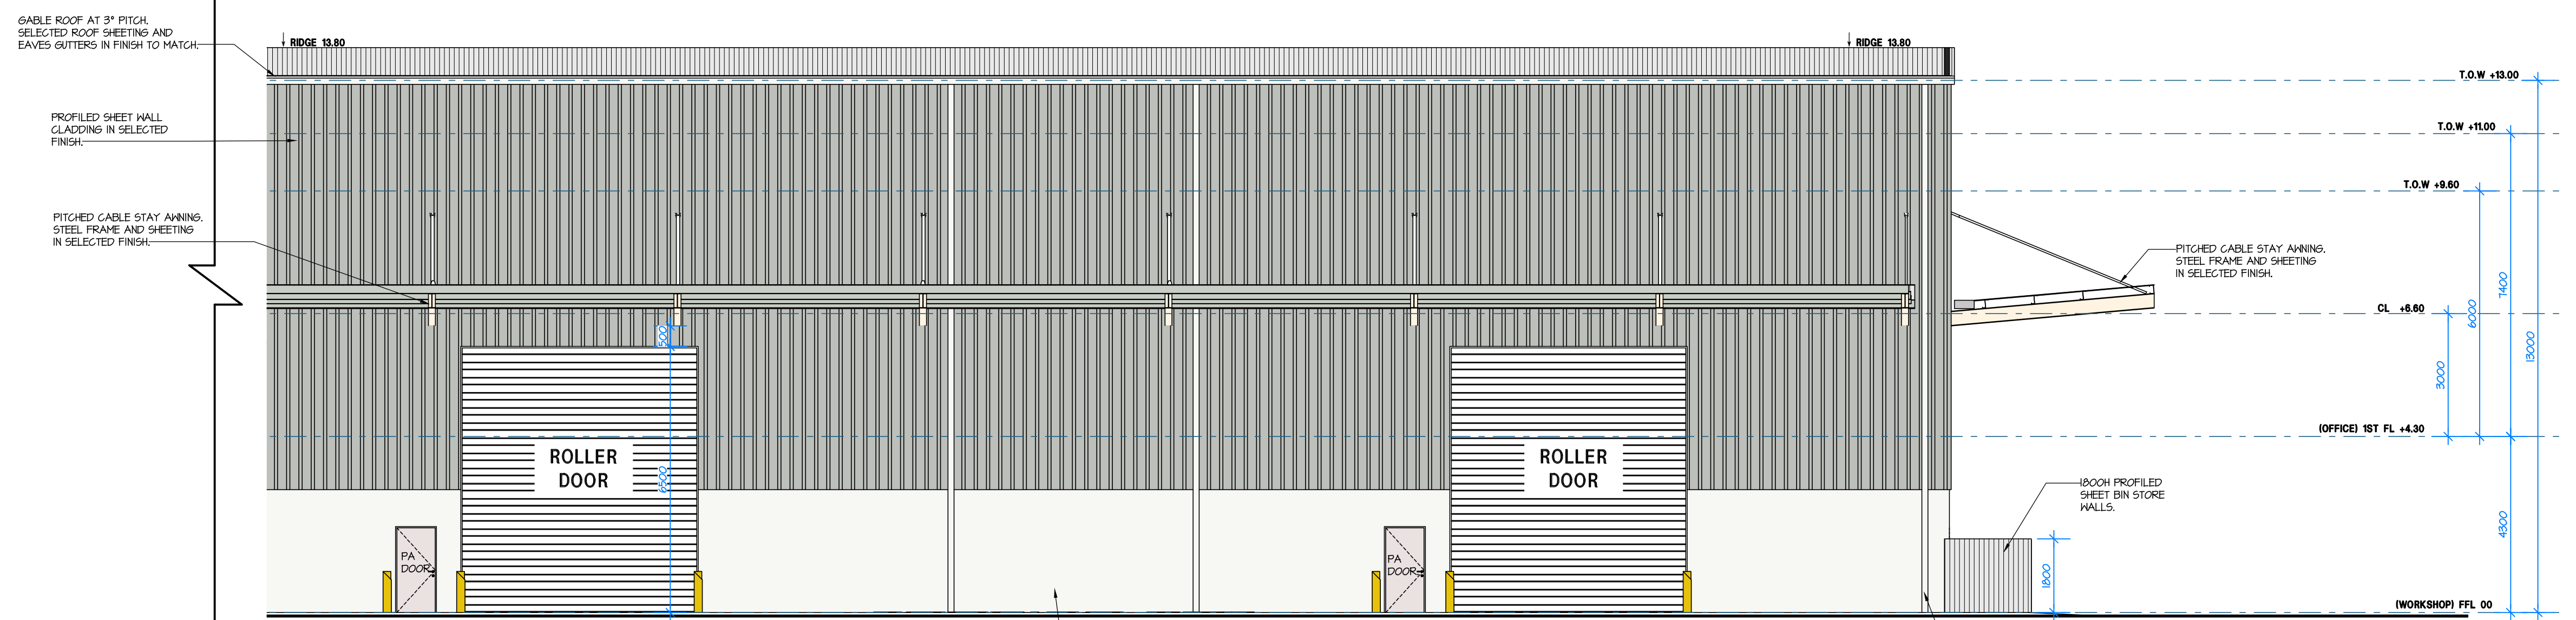 GABLE ROOF AT 3° PITCH.
SELECTED ROOF SHEETING AND
EAVES GUTTERS IN FINISH TO MATCH.
RIDGE 13.80
RIDGE 13.80
T.O.W +13.00
PROFILED SHEET WALL
CLADDING IN SELECTED
FINISH.
T.O.W +11.00
T.O.W +9.60
PITCHED CABLE STAY AWNING.
STEEL FRAME AND SHEETING
IN SELECTED FINISH.
PITCHED CABLE STAY AWNING.
STEEL FRAME AND SHEETING
IN SELECTED FINISH.
7400
6000
13000
CL +6.60
500
3000
(OFFICE) 1ST FL +4.30
ROLLER
DOOR
6500
ROLLER
DOOR
1800H PROFILED
SHEET BIN STORE
WALLS.
4300
PA
DOOR
PA
DOOR
1800
(WORKSHOP) FFL 00